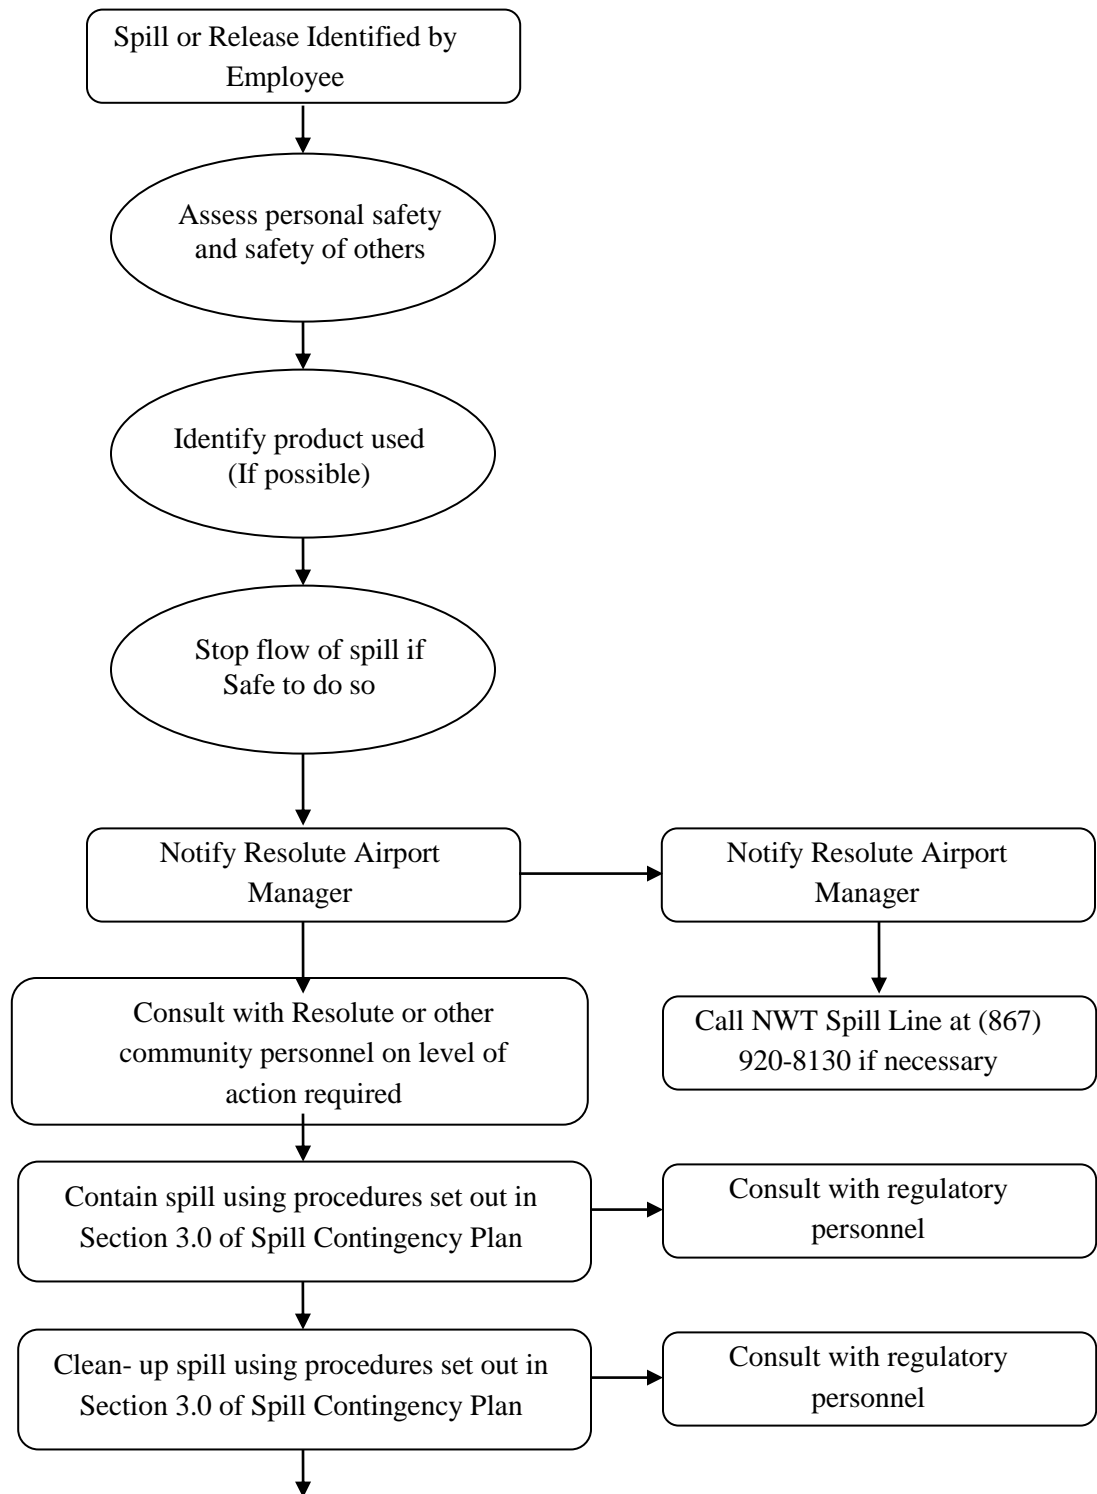 Spill or Release Identified by
Employee
Assess personal safety
and safety of others
Identify product used
(If possible)
Stop flow of spill if
Safe to do so
Notify Resolute Airport
Manager
Notify Resolute Airport
Manager
Consult with Resolute or other
community personnel on level of
action required
Call NWT Spill Line at (867)
920-8130 if necessary
Contain spill using procedures set out in
Section 3.0 of Spill Contingency Plan
Consult with regulatory
personnel
Clean- up spill using procedures set out in
Section 3.0 of Spill Contingency Plan
Consult with regulatory
personnel